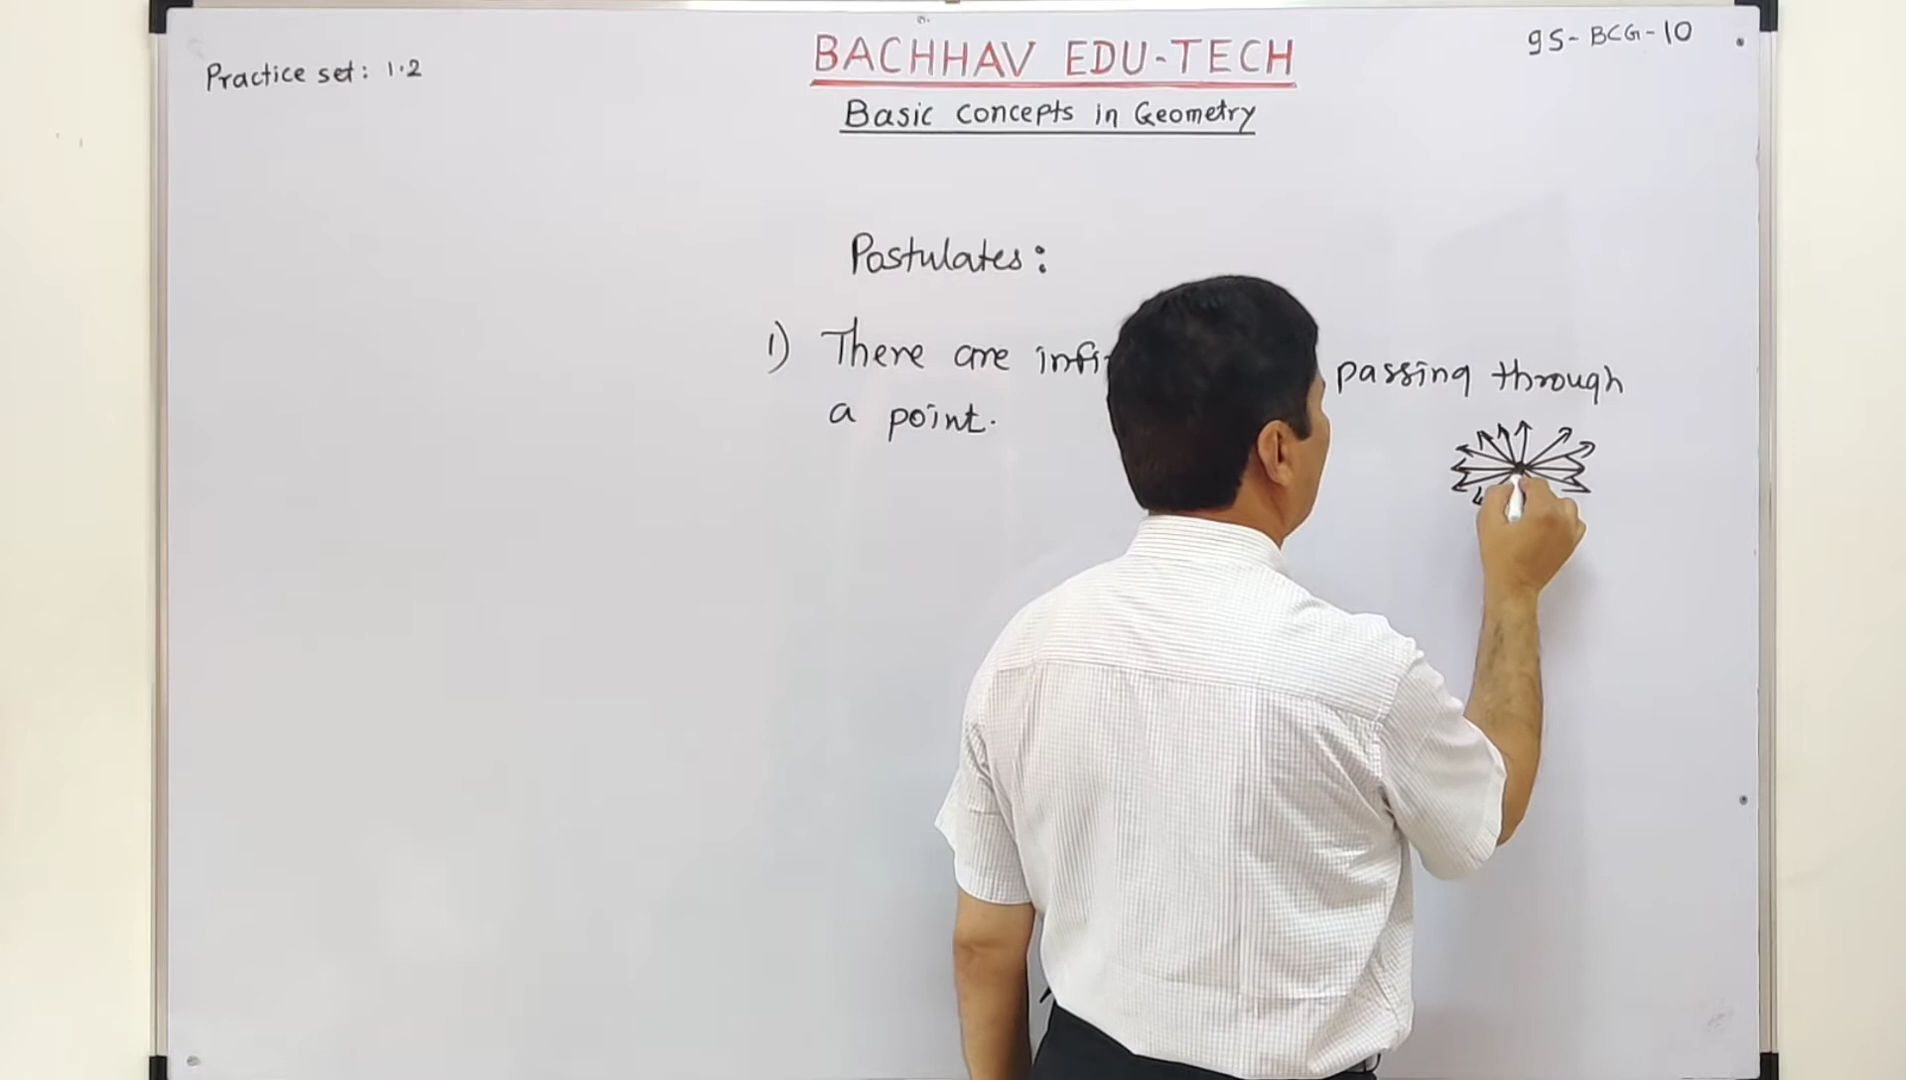 Practice set: 1.2
BACHHAV EDU-TECH
9S-BCG-10
Basic Concepts in Geometry
Postulates:
1) There are passing through
a point.